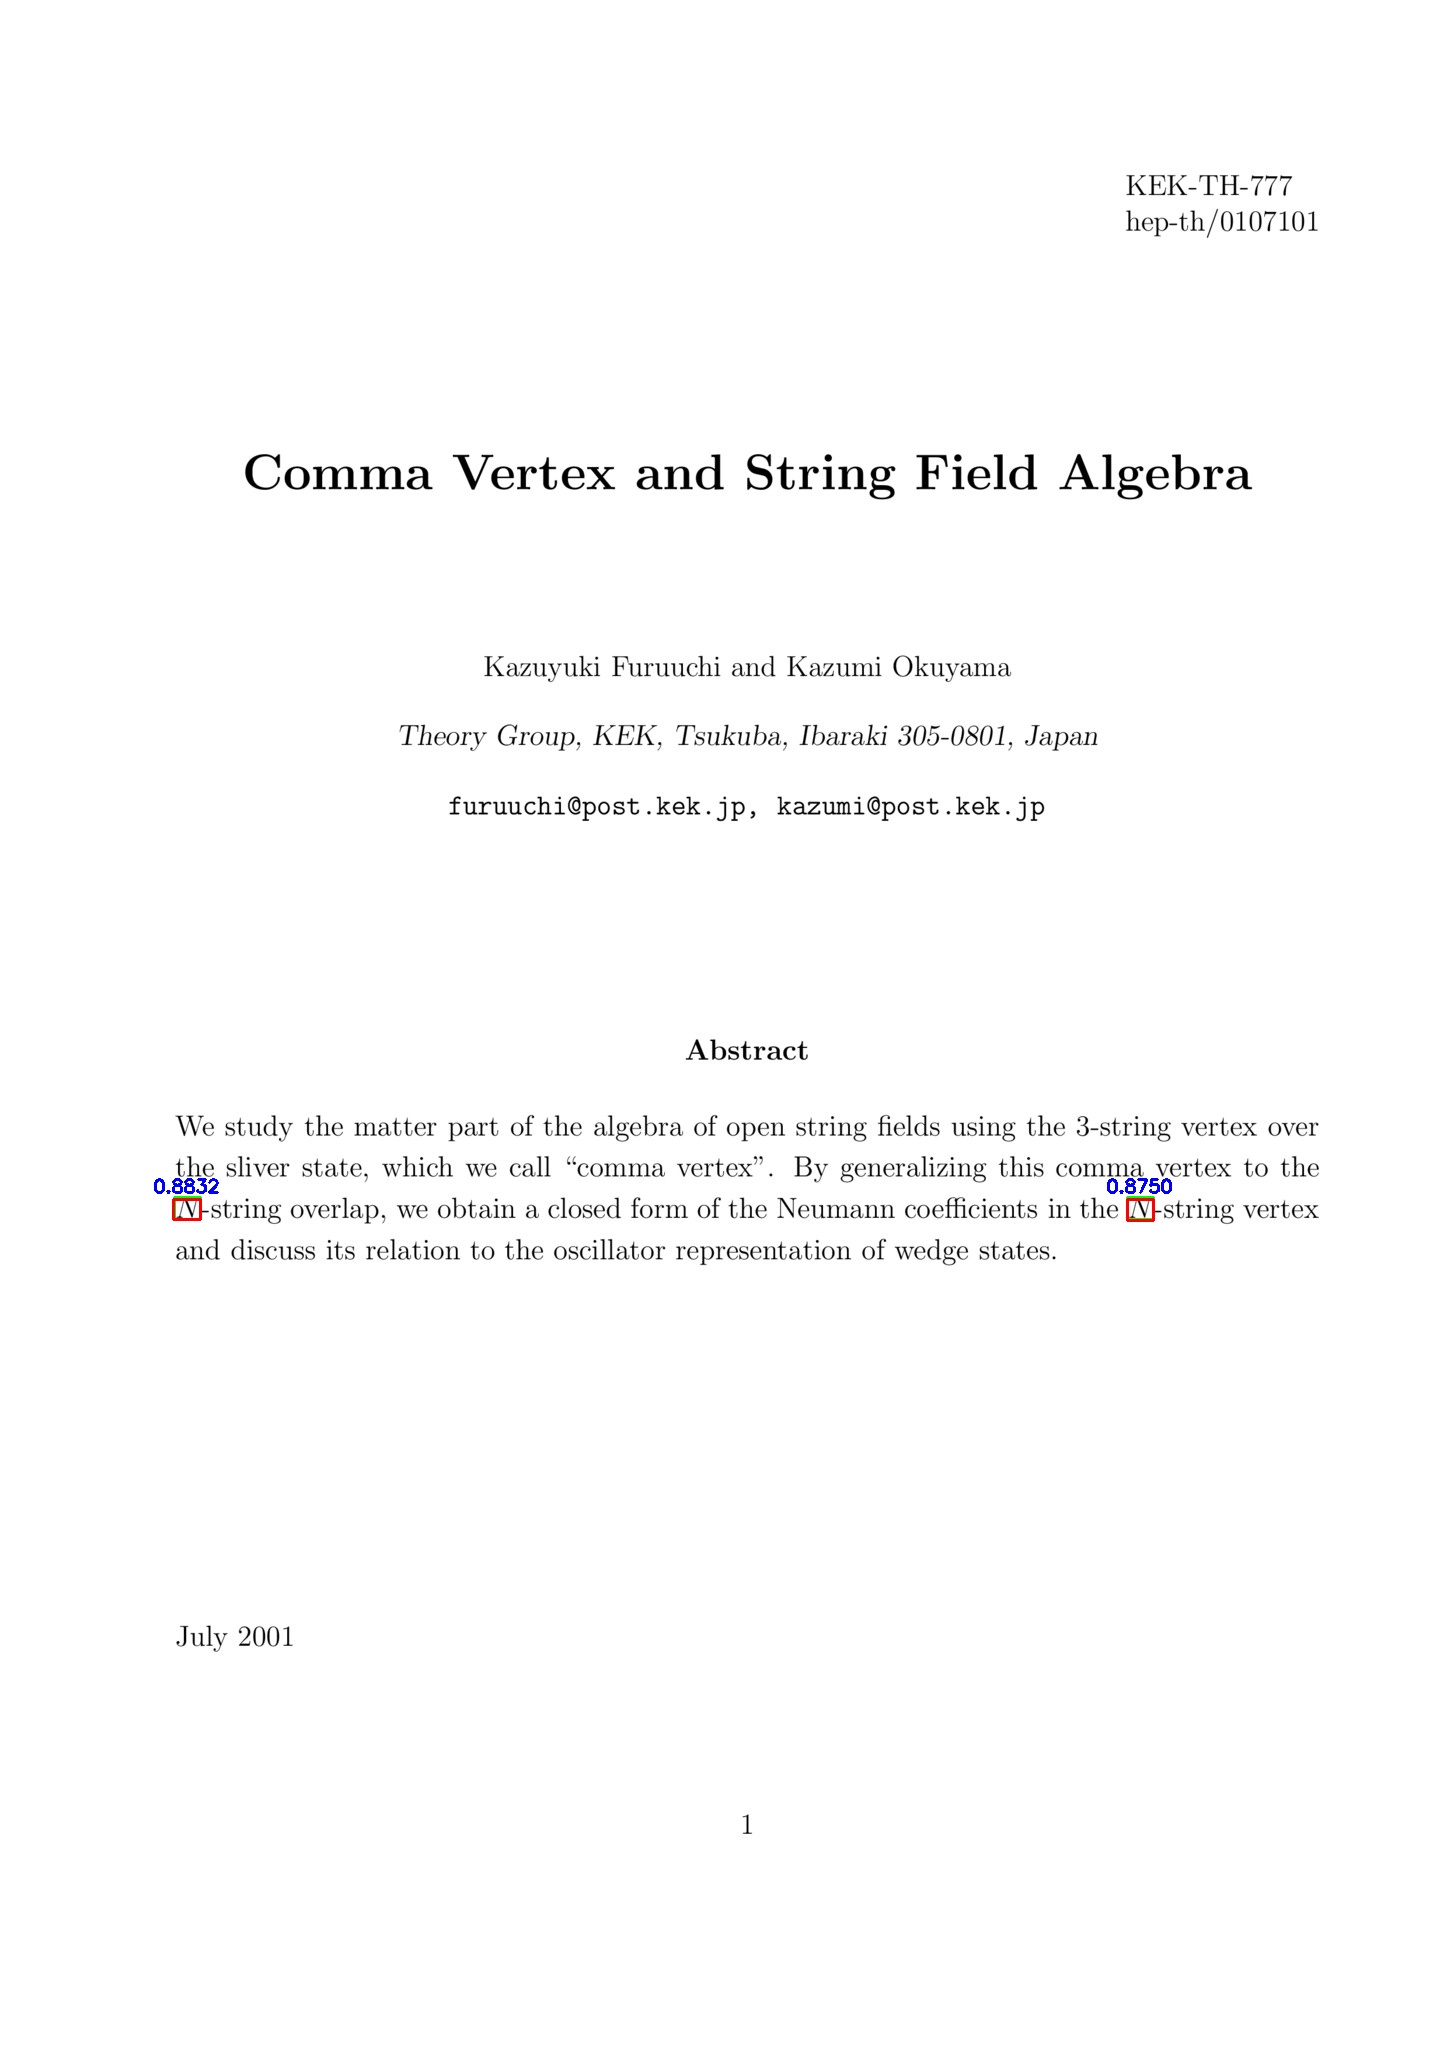 KEK-TH-777
hep-th/0107101
Comma Vertex and String Field Algebra
Kazuyuki Furuuchi and Kazumi Okuyama
Theory Group, KEK, Tsukuba, Ibaraki 305-0801, Japan
furuuchi@post.kek.jp, kazumi@post.kek.jp
Abstract
We study the matter part of the algebra of open string fields using the 3-string vertex over
the sliver state, which we call “comma vertex”. By generalizing this comma vertex to the
0.8832 0.8750
N-string overlap, we obtain a closed form of the Neumann coefficients in the N-string vertex
and discuss its relation to the oscillator representation of wedge states.
July 2001
1